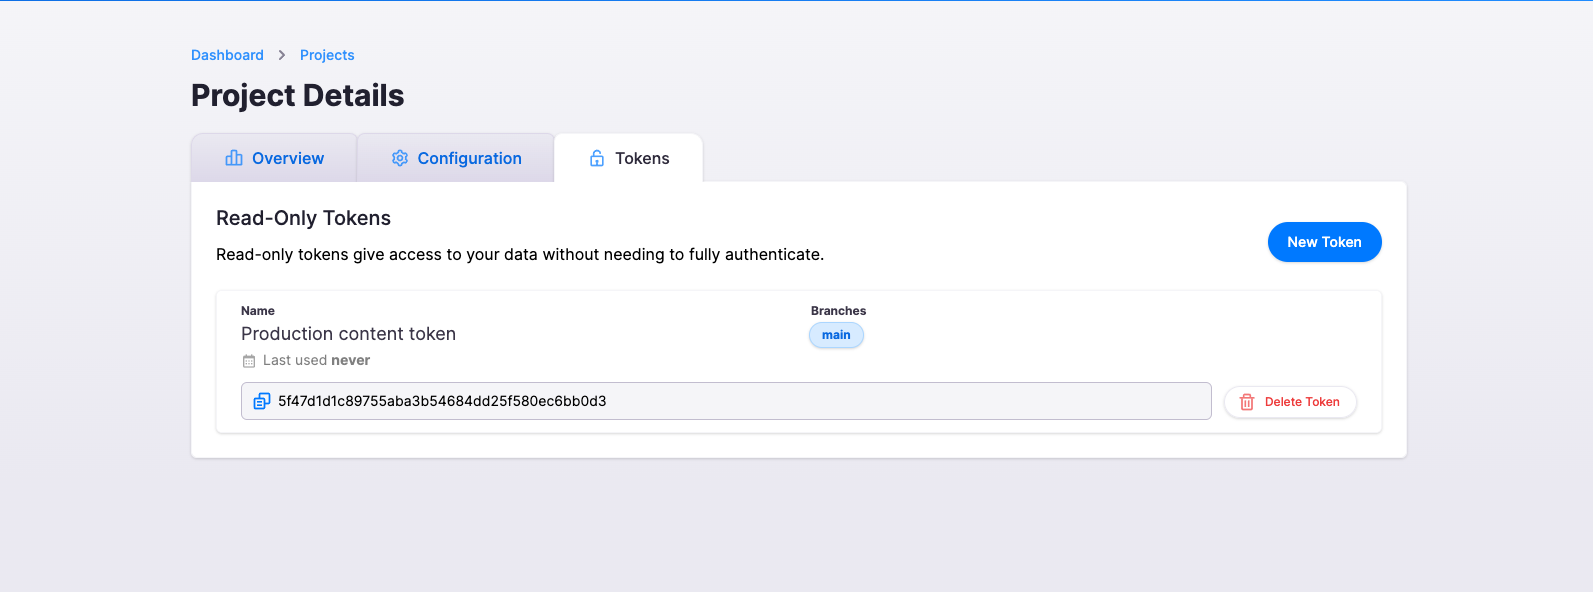 Dashboard > Projects
Project Details
Overview
Configuration
Tokens
Read-Only Tokens
Read-only tokens give access to your data without needing to fully authenticate.
New Token
Name
Production content token
Last used never
Branches
main
5f47d1d1c89755aba3b54684dd25f580ec6bb0d3
Delete Token